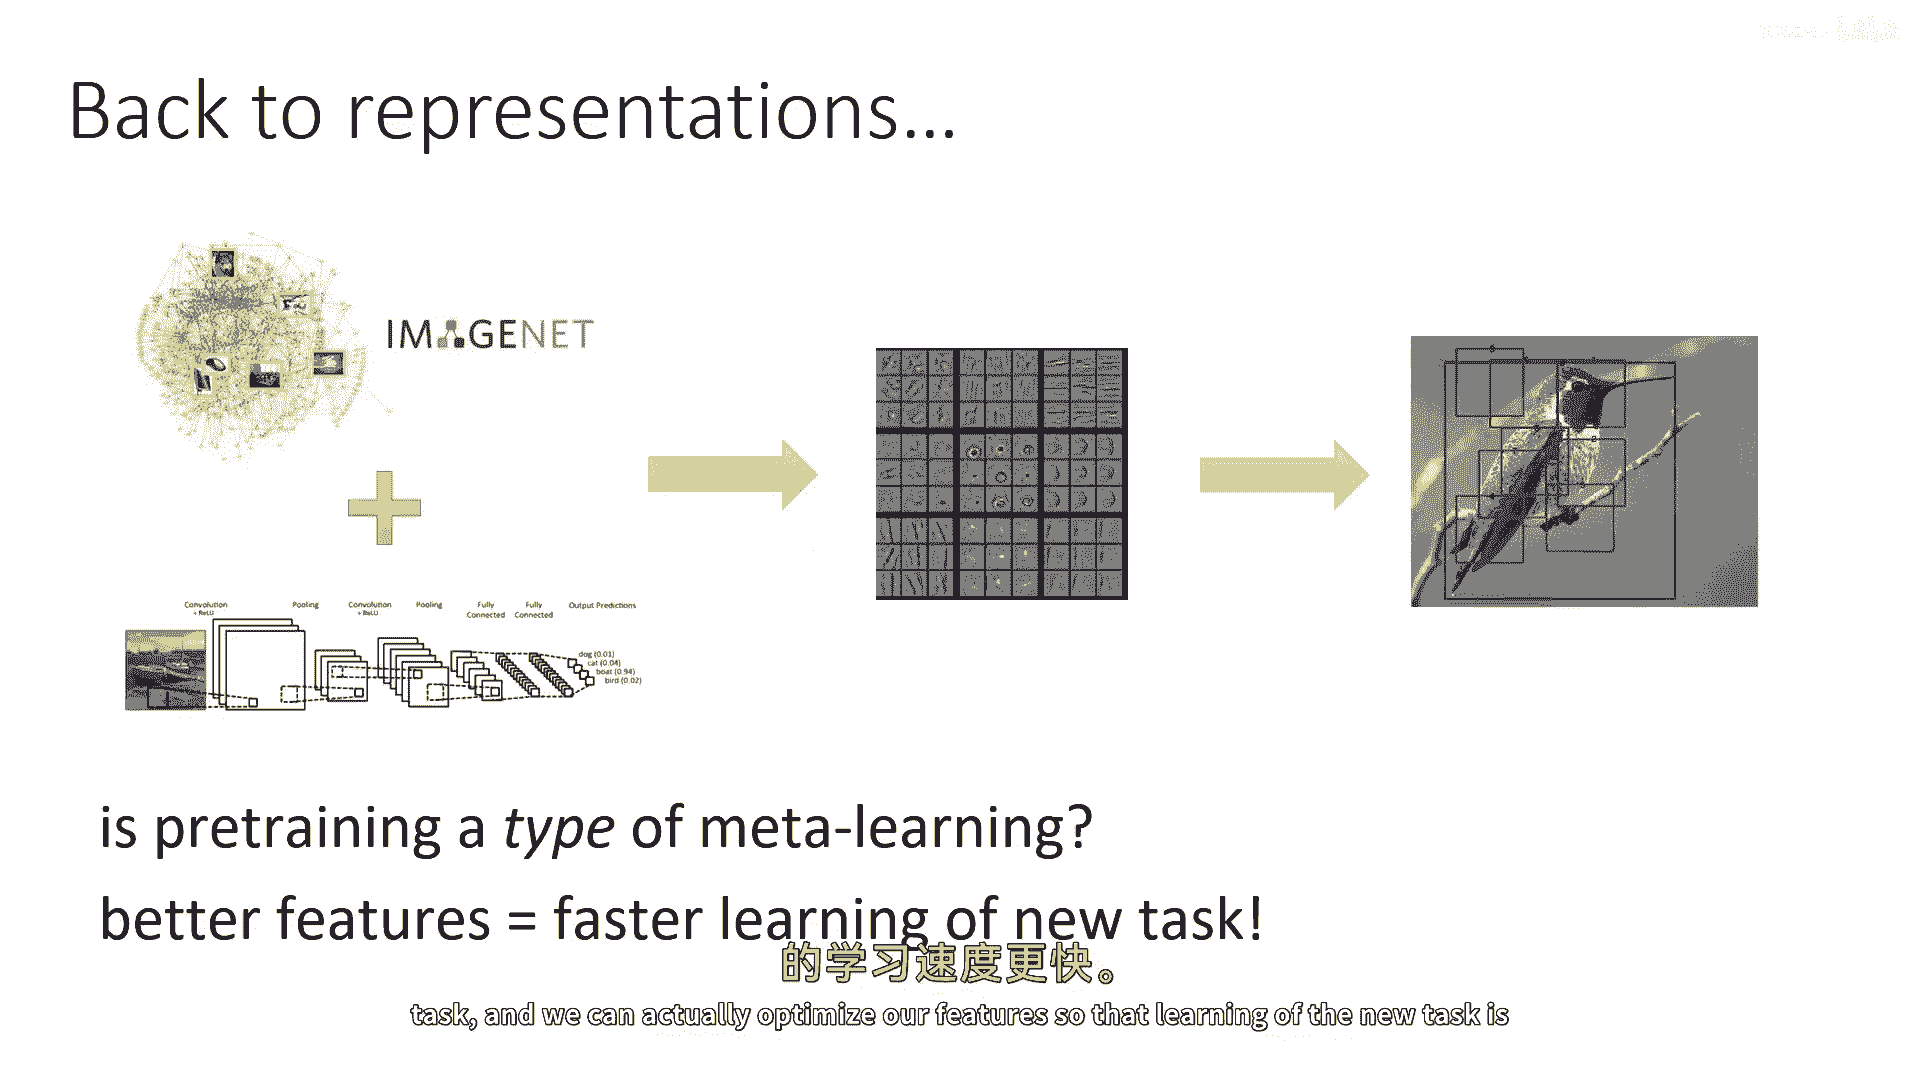 Back to representations...
IMAGENET
Convolution + ReLU
Pooling
Convolution + ReLU
Pooling
Fully Connected
Fully Connected
Output Predictions
dog (0.01)
cat (0.04)
boat (0.94)
bird (0.02)
is pretraining a type of meta-learning?
better features = faster learning of new task!
的学习速度更快。
task, and we can actually optimize our features so that learning of the new task is